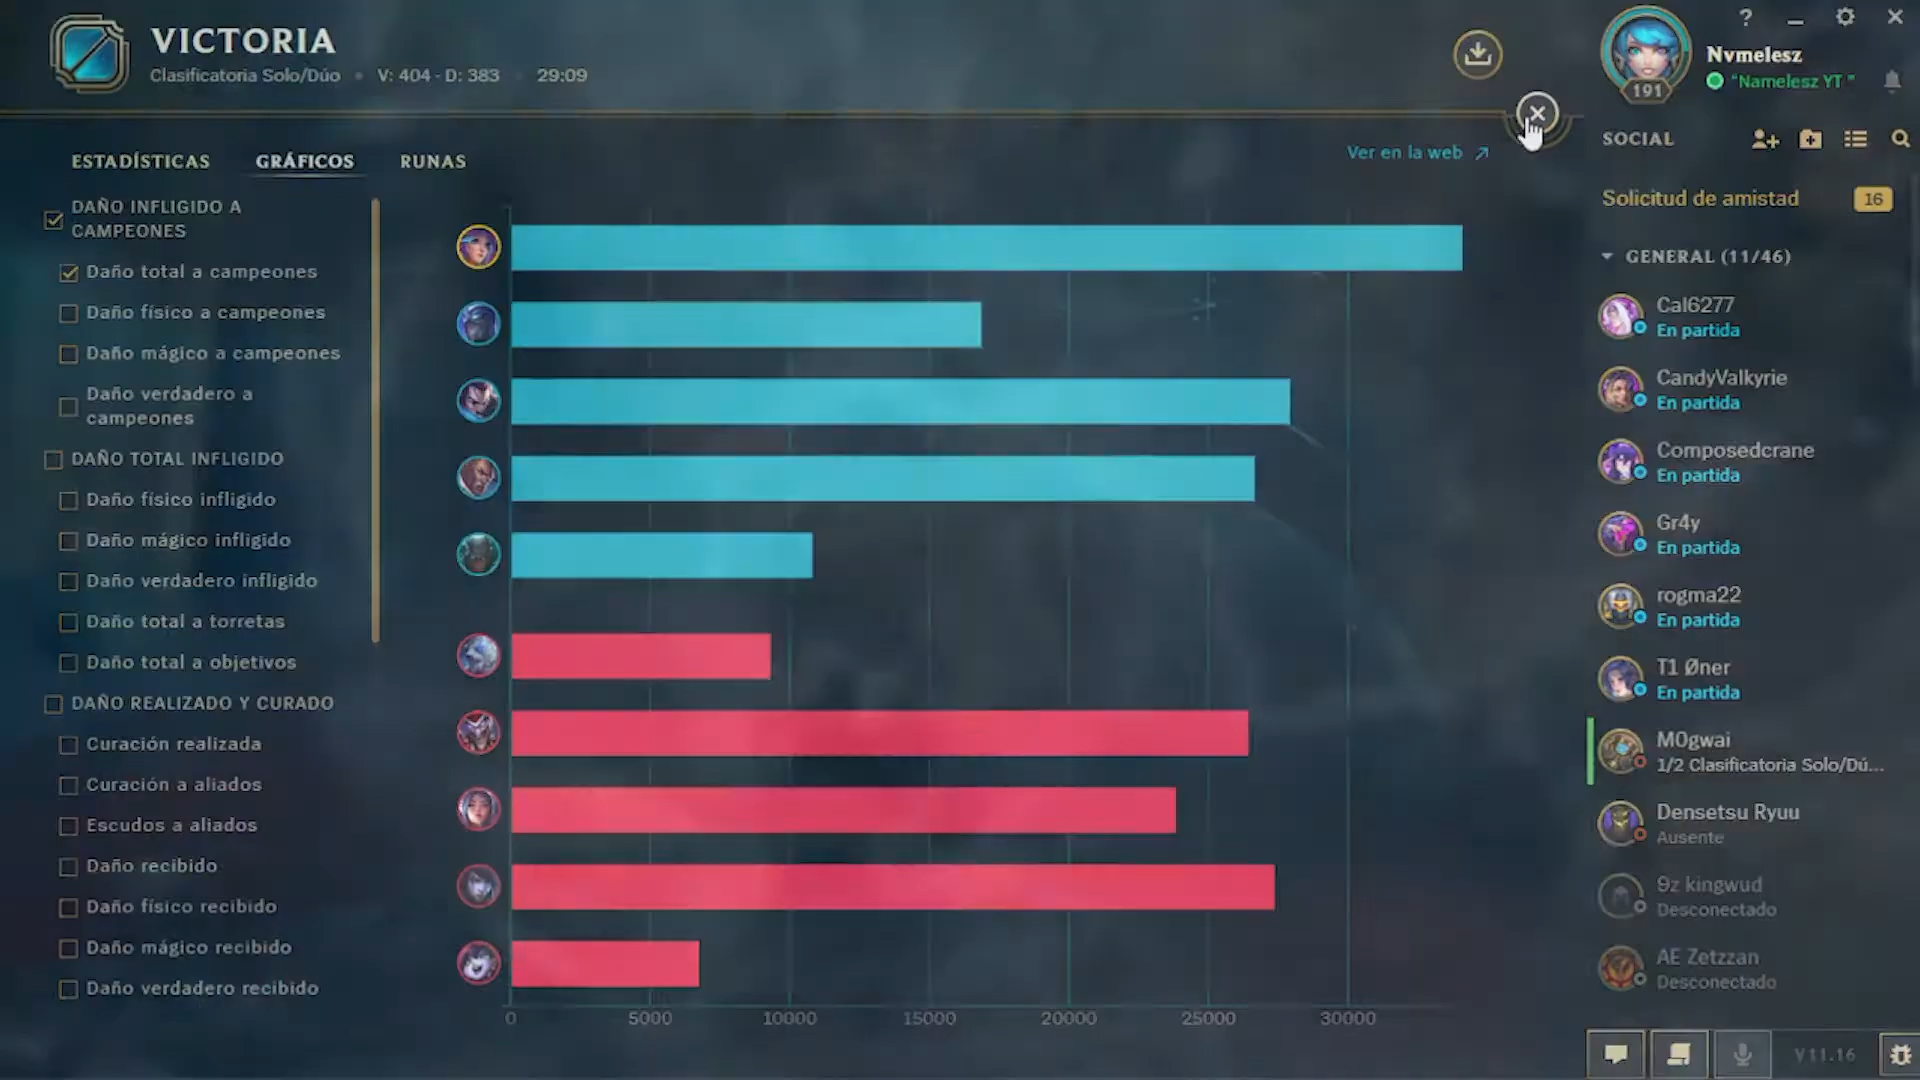 VICTORIA
Clasificatoria Solo/Dúo • V: 404 - D: 383 • 29:09
?
Nvmelesz
"Namelesz YT "
191
ESTADÍSTICAS GRÁFICOS RUNAS
Ver en la web
SOCIAL
DAÑO INFLIGIDO A
CAMPEONES
Daño total a campeones
Daño físico a campeones
Daño mágico a campeones
Daño verdadero a
campeones
DAÑO TOTAL INFLIGIDO
Daño físico infligido
Daño mágico infligido
Daño verdadero infligido
Daño total a torretas
Daño total a objetivos
DAÑO REALIZADO Y CURADO
Curación realizada
Curación a aliados
Escudos a aliados
Daño recibido
Daño físico recibido
Daño mágico recibido
Daño verdadero recibido
0 5000 10000 15000 20000 25000 30000
Solicitud de amistad 16
GENERAL (11/46)
Cal6277
En partida
CandyValkyrie
En partida
Composedcrane
En partida
Gr4y
En partida
rogma22
En partida
T1 Øner
En partida
M0gwai
1/2 Clasificatoria Solo/Dú...
Densetsu Ryuu
Ausente
9z kingwud
Desconectado
AE Zetzzan
Desconectado
V11.16